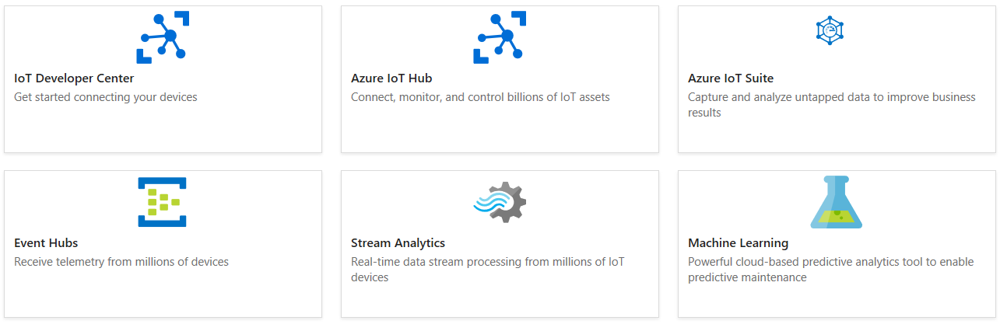 IoT Developer Center
Get started connecting your devices
Azure IoT Hub
Connect, monitor, and control billions of IoT assets
Azure IoT Suite
Capture and analyze untapped data to improve business
results
Event Hubs
Receive telemetry from millions of devices
Stream Analytics
Real-time data stream processing from millions of IoT
devices
Machine Learning
Powerful cloud-based predictive analytics tool to enable
predictive maintenance